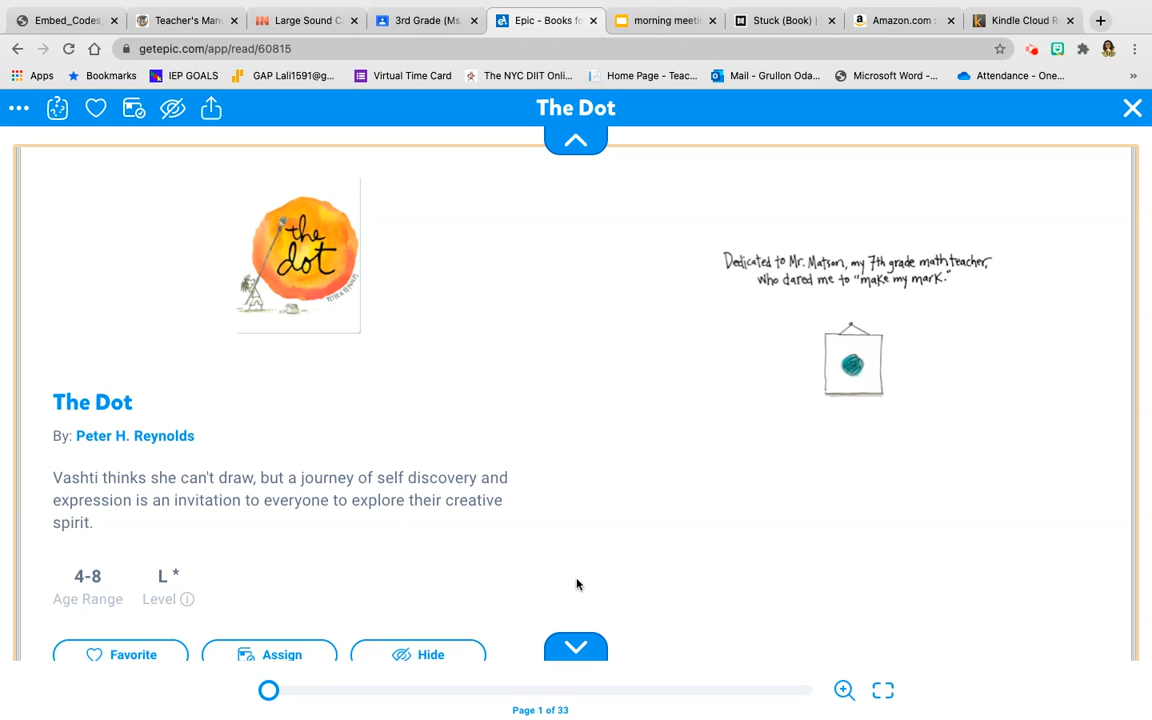 Embed_Codes
Teacher's Man
Large Sound C
3rd Grade (Ms.
Epic - Books fo
morning meeti
Stuck (Book) |
Amazon.com :
Kindle Cloud R
getepic.com/app/read/60815
Apps
Bookmarks
IEP GOALS
GAP Lali1591@g...
Virtual Time Card
The NYC DIIT Onli...
Home Page - Teac...
Mail - Grullon Oda...
Microsoft Word -...
Attendance - One...
»
The Dot
the
dot
PETER H. REYNOLDS
Dedicated to Mr. Matson, my 7th grade math teacher,
who dared me to "make my mark."
The Dot
By: Peter H. Reynolds
Vashti thinks she can't draw, but a journey of self discovery and
expression is an invitation to everyone to explore their creative
spirit.
4-8
L *
Age Range
Level
Favorite
Assign
Hide
Page 1 of 33